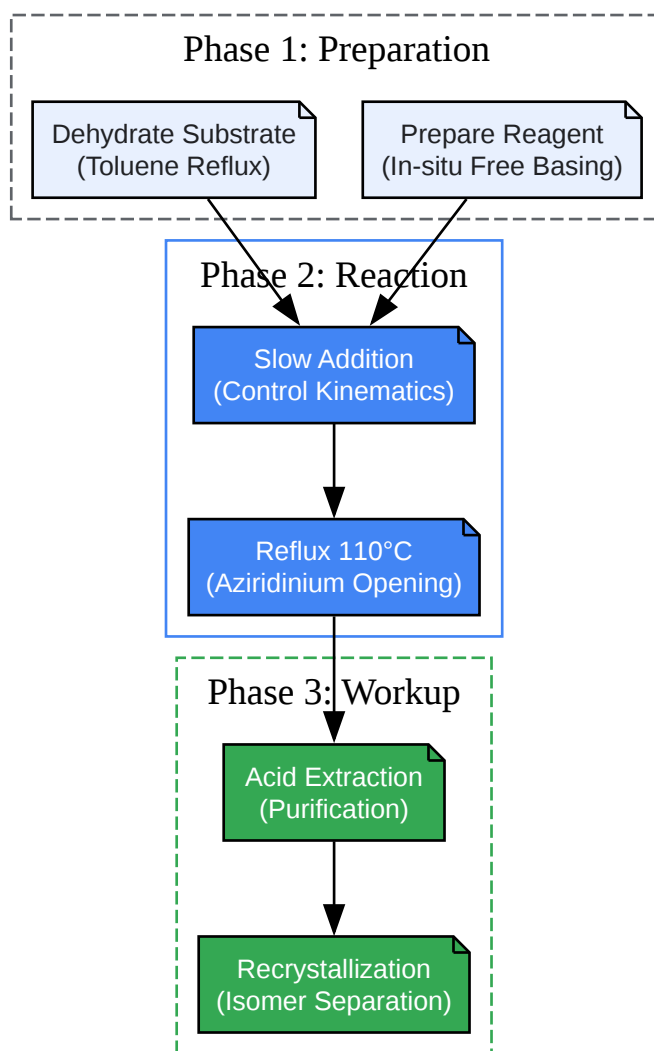 Phase 1: Preparation
Dehydrate Substrate
(Toluene Reflux)
Prepare Reagent
(In-situ Free Basing)
Phase 2: Reaction
Slow Addition
(Control Kinematics)
Reflux 110°C
(Aziridinium Opening)
Phase 3: Workup
Acid Extraction
(Purification)
Recrystallization
(Isomer Separation)